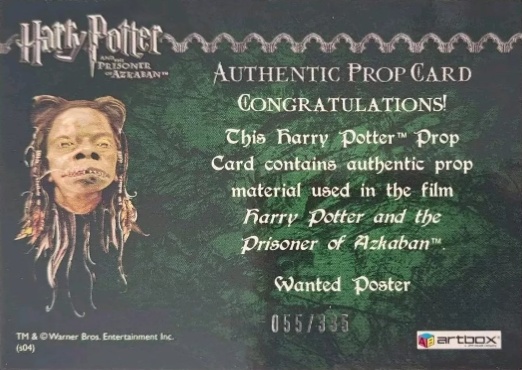 Harry Potter
AND THE
PRISONER
OF AZKABAN™
AUTHENTIC PROP CARD
CONGRATULATIONS!
This Harry Potter™ Prop
Card contains authentic prop
material used in the film
Harry Potter and the
Prisoner of Azkaban™.
Wanted Poster
055/335
TM & © Warner Bros. Entertainment Inc.
(s04)
artbox